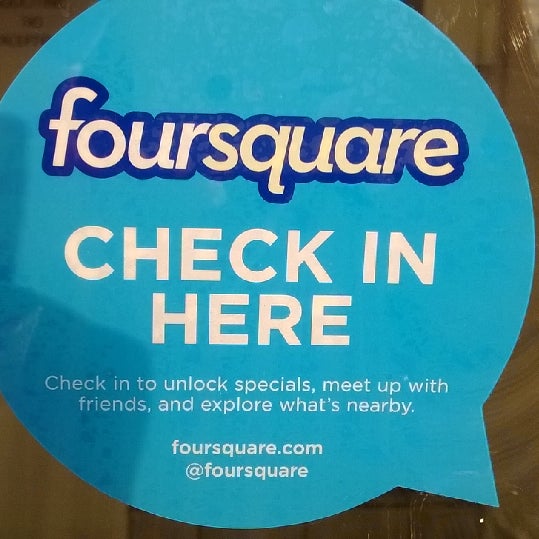 foursquare
CHECK IN
HERE
Check in to unlock specials, meet up with
friends, and explore what's nearby.
foursquare.com
@foursquare